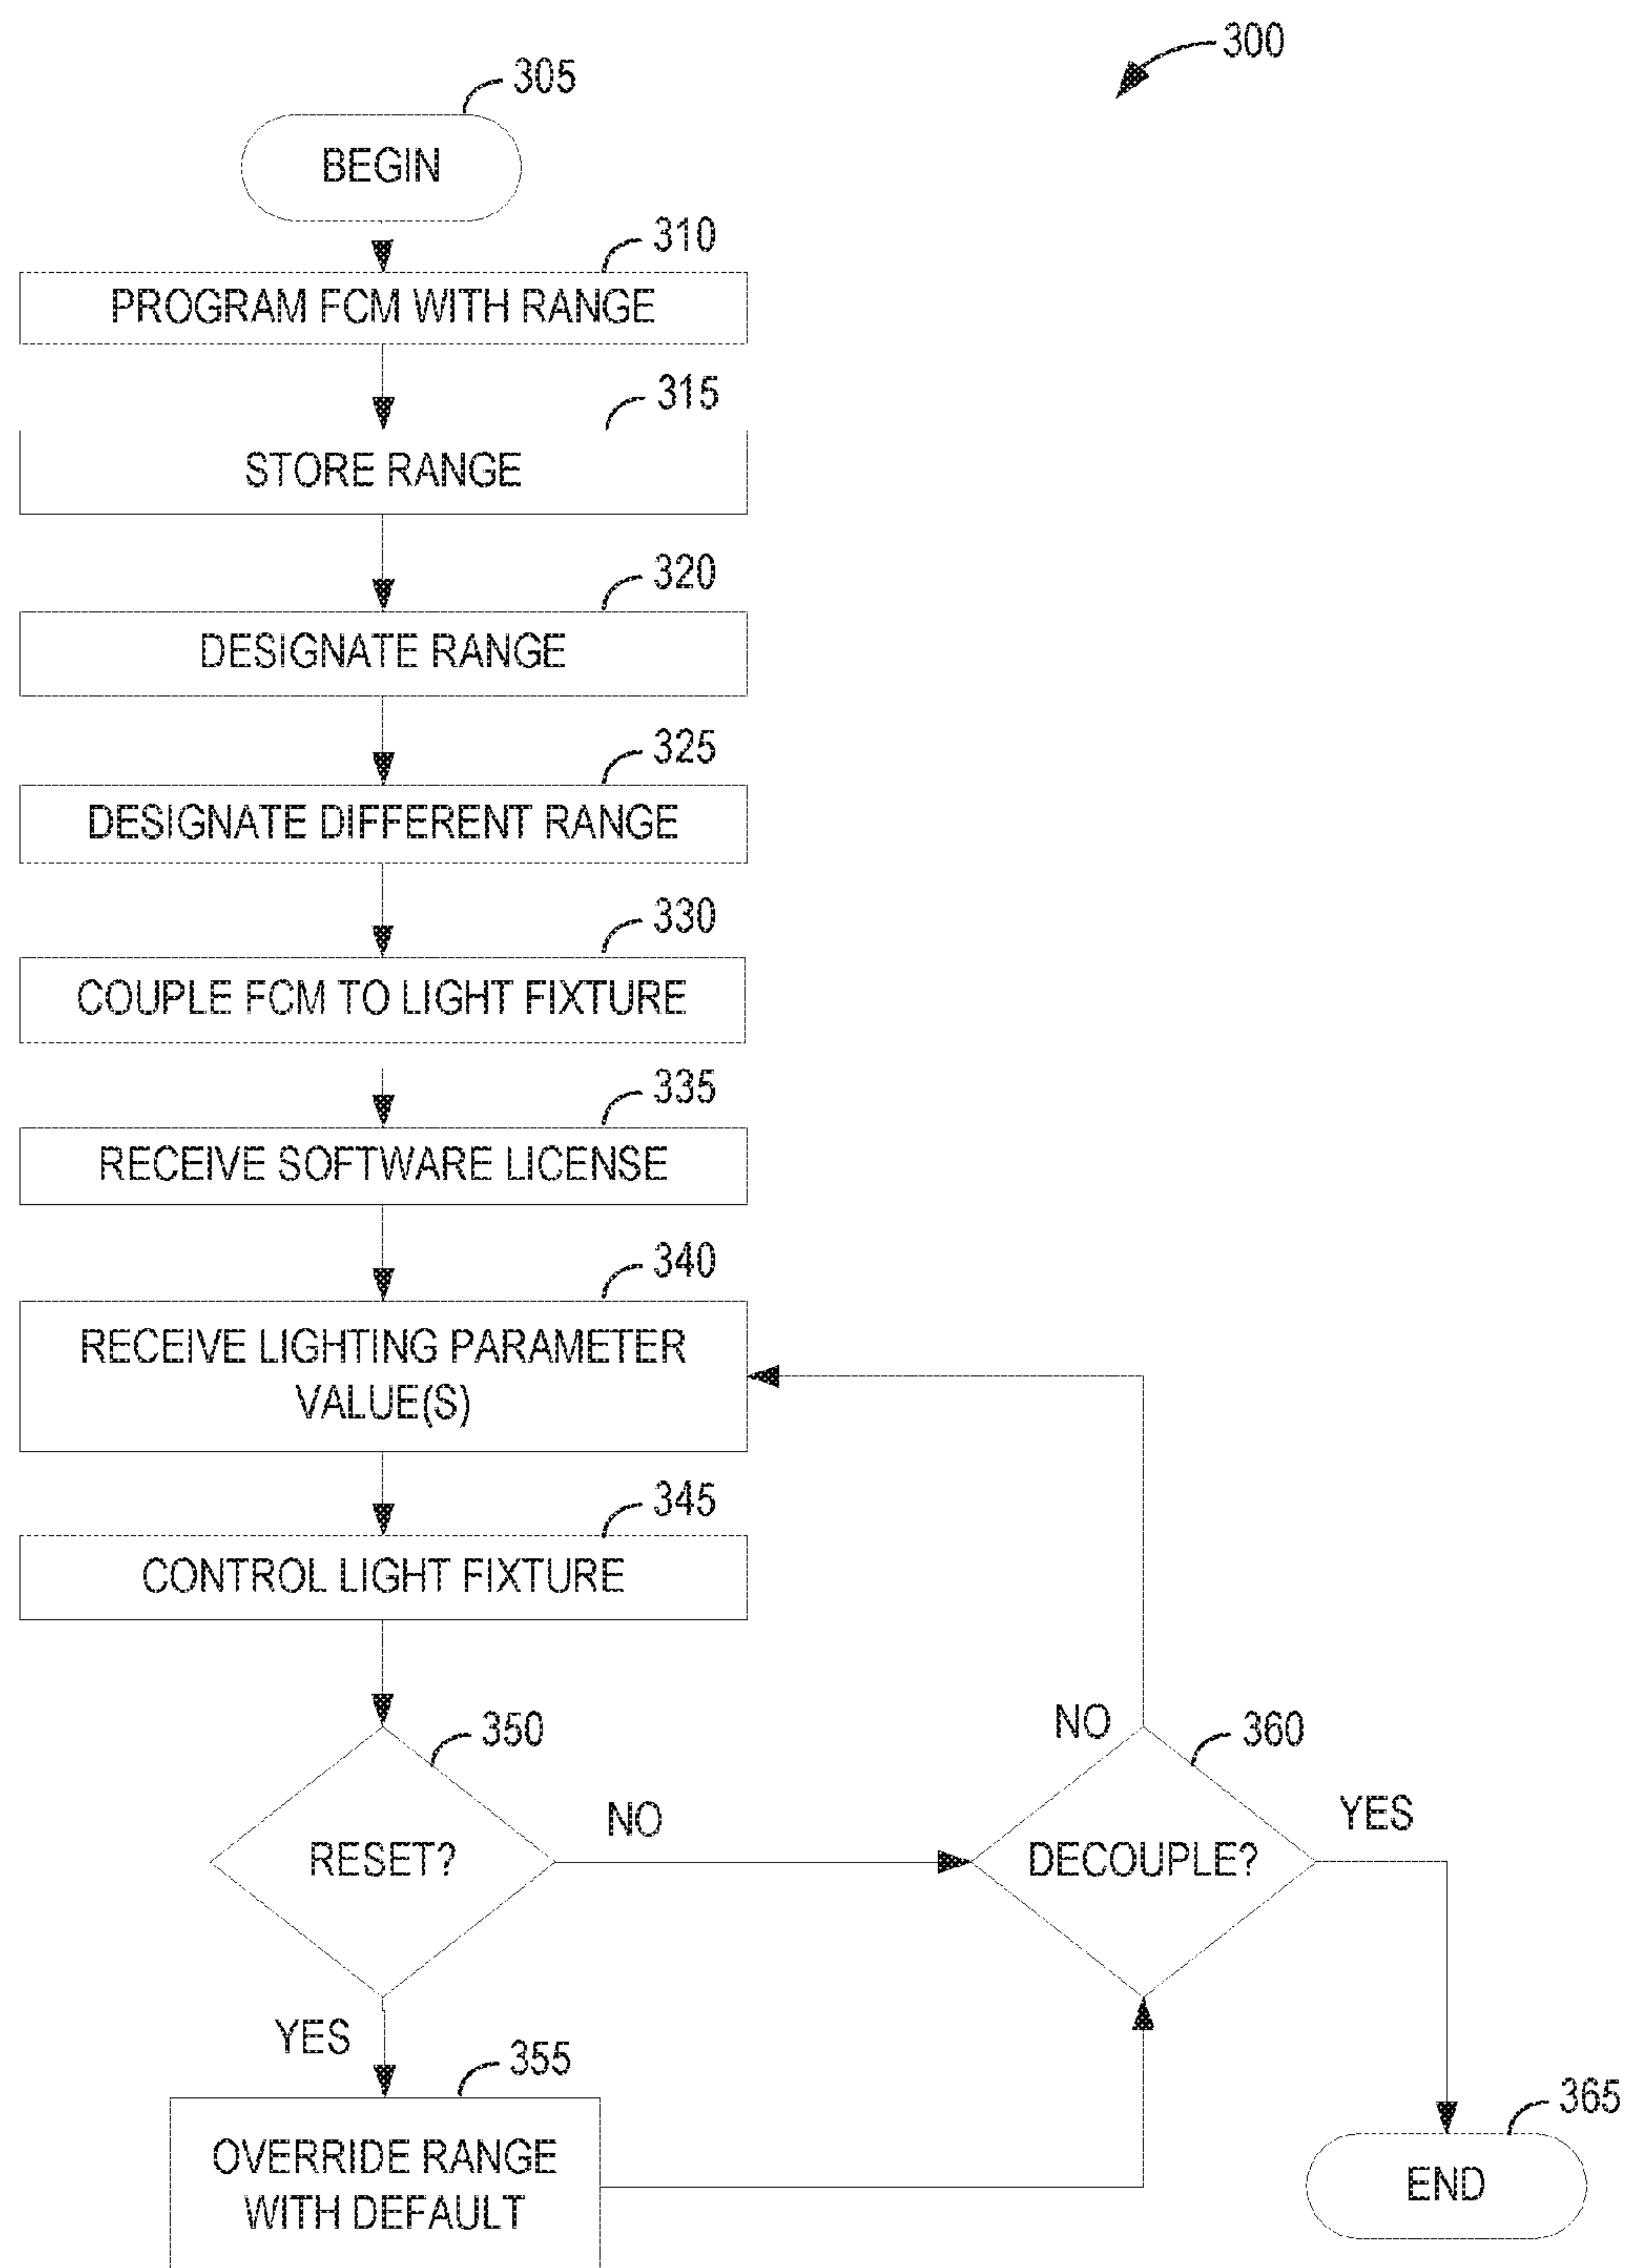 300
305
BEGIN
310
PROGRAM FCM WITH RANGE
315
STORE RANGE
320
DESIGNATE RANGE
325
DESIGNATE DIFFERENT RANGE
330
COUPLE FCM TO LIGHT FIXTURE
335
RECEIVE SOFTWARE LICENSE
340
RECEIVE LIGHTING PARAMETER
VALUE(S)
345
CONTROL LIGHT FIXTURE
350
RESET?
NO
YES
355
OVERRIDE RANGE
WITH DEFAULT
360
DECOUPLE?
NO
YES
365
END